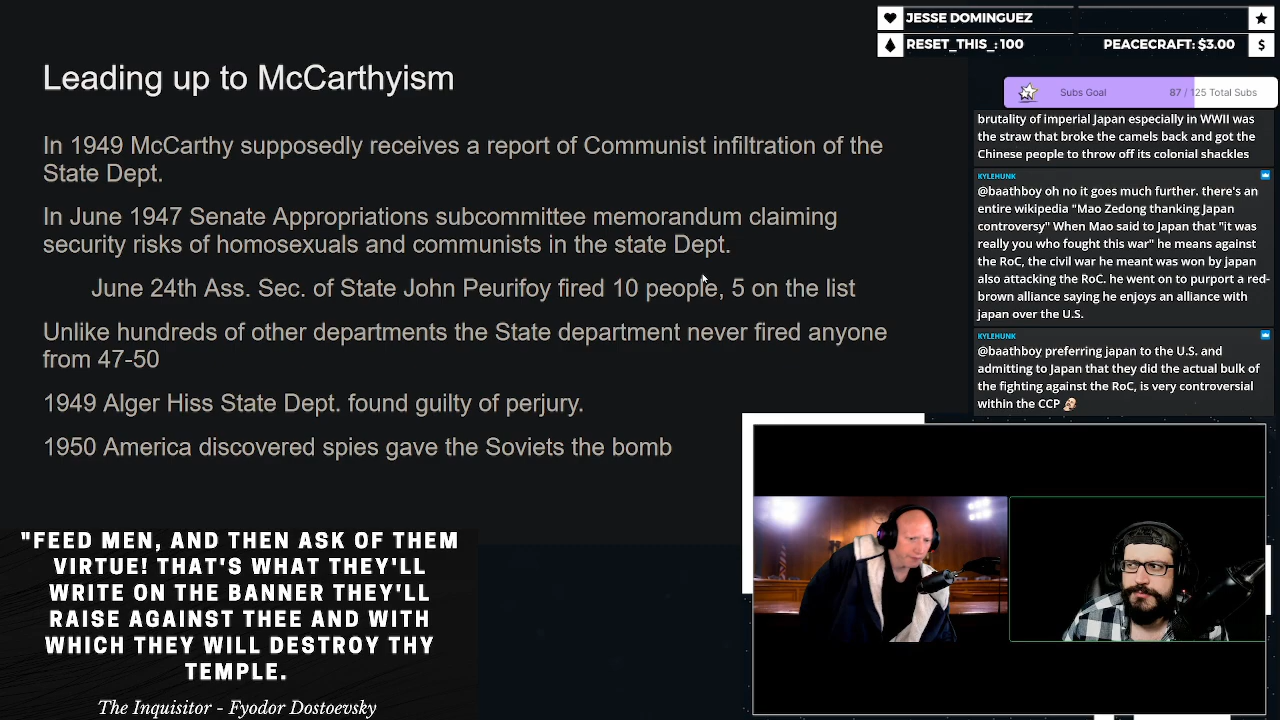 Leading up to McCarthyism
In 1949 McCarthy supposedly receives a report of Communist infiltration of the
State Dept.
In June 1947 Senate Appropriations subcommittee memorandum claiming
security risks of homosexuals and communists in the state Dept.
June 24th Ass. Sec. of State John Peurifoy fired 10 people, 5 on the list
Unlike hundreds of other departments the State department never fired anyone
from 47-50
1949 Alger Hiss State Dept. found guilty of perjury.
1950 America discovered spies gave the Soviets the bomb
"FEED MEN, AND THEN ASK OF THEM
VIRTUE! THAT'S WHAT THEY'LL
WRITE ON THE BANNER THEY'LL
RAISE AGAINST THEE AND WITH
WHICH THEY WILL DESTROY THY
TEMPLE.
The Inquisitor - Fyodor Dostoevsky
JESSE DOMINGUEZ
RESET_THIS_: 100
PEACECRAFT: $3.00
$
Subs Goal
87 / 125 Total Subs
brutality of imperial Japan especially in WWII was
the straw that broke the camels back and got the
Chinese people to throw off its colonial shackles
KYLEHUNK
@baathboy oh no it goes much further. there's an
entire wikipedia "Mao Zedong thanking Japan
controversy" When Mao said to Japan that "it was
really you who fought this war" he means against
the RoC, the civil war he meant was won by japan
also attacking the RoC. he went on to purport a red-
brown alliance saying he enjoys an alliance with
japan over the U.S.
KYLEHUNK
@baathboy preferring japan to the U.S. and
admitting to Japan that they did the actual bulk of
the fighting against the RoC, is very controversial
within the CCP